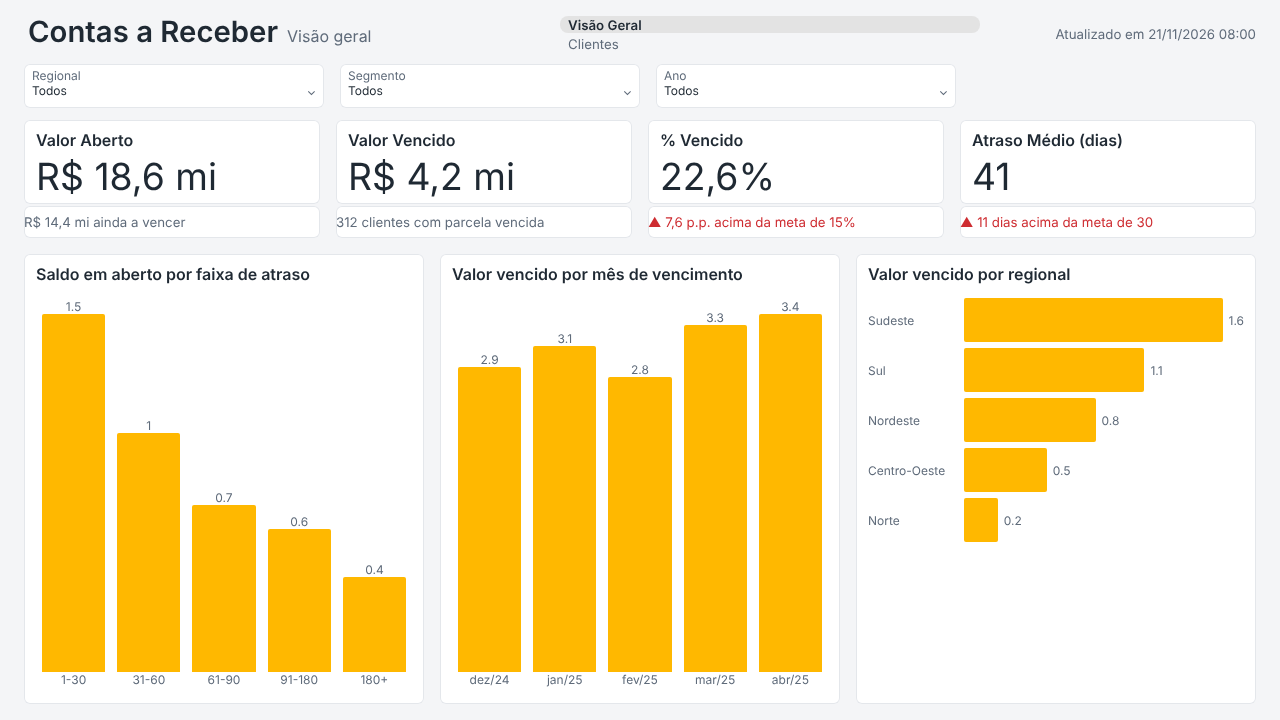 Contas a Receber Visão geral
Visão Geral
Clientes
Atualizado em 21/11/2026 08:00
Regional
Todos
Segmento
Todos
Ano
Todos
Valor Aberto
R$ 18,6 mi
R$ 14,4 mi ainda a vencer
Valor Vencido
R$ 4,2 mi
312 clientes com parcela vencida
% Vencido
22,6%
▲ 7,6 p.p. acima da meta de 15%
Atraso Médio (dias)
41
▲ 11 dias acima da meta de 30
Saldo em aberto por faixa de atraso
1.5
1
0.7
0.6
0.4
1-30 31-60 61-90 91-180 180+
Valor vencido por mês de vencimento
2.9
3.1
2.8
3.3
3.4
dez/24 jan/25 fev/25 mar/25 abr/25
Valor vencido por regional
Sudeste 1.6
Sul 1.1
Nordeste 0.8
Centro-Oeste 0.5
Norte 0.2